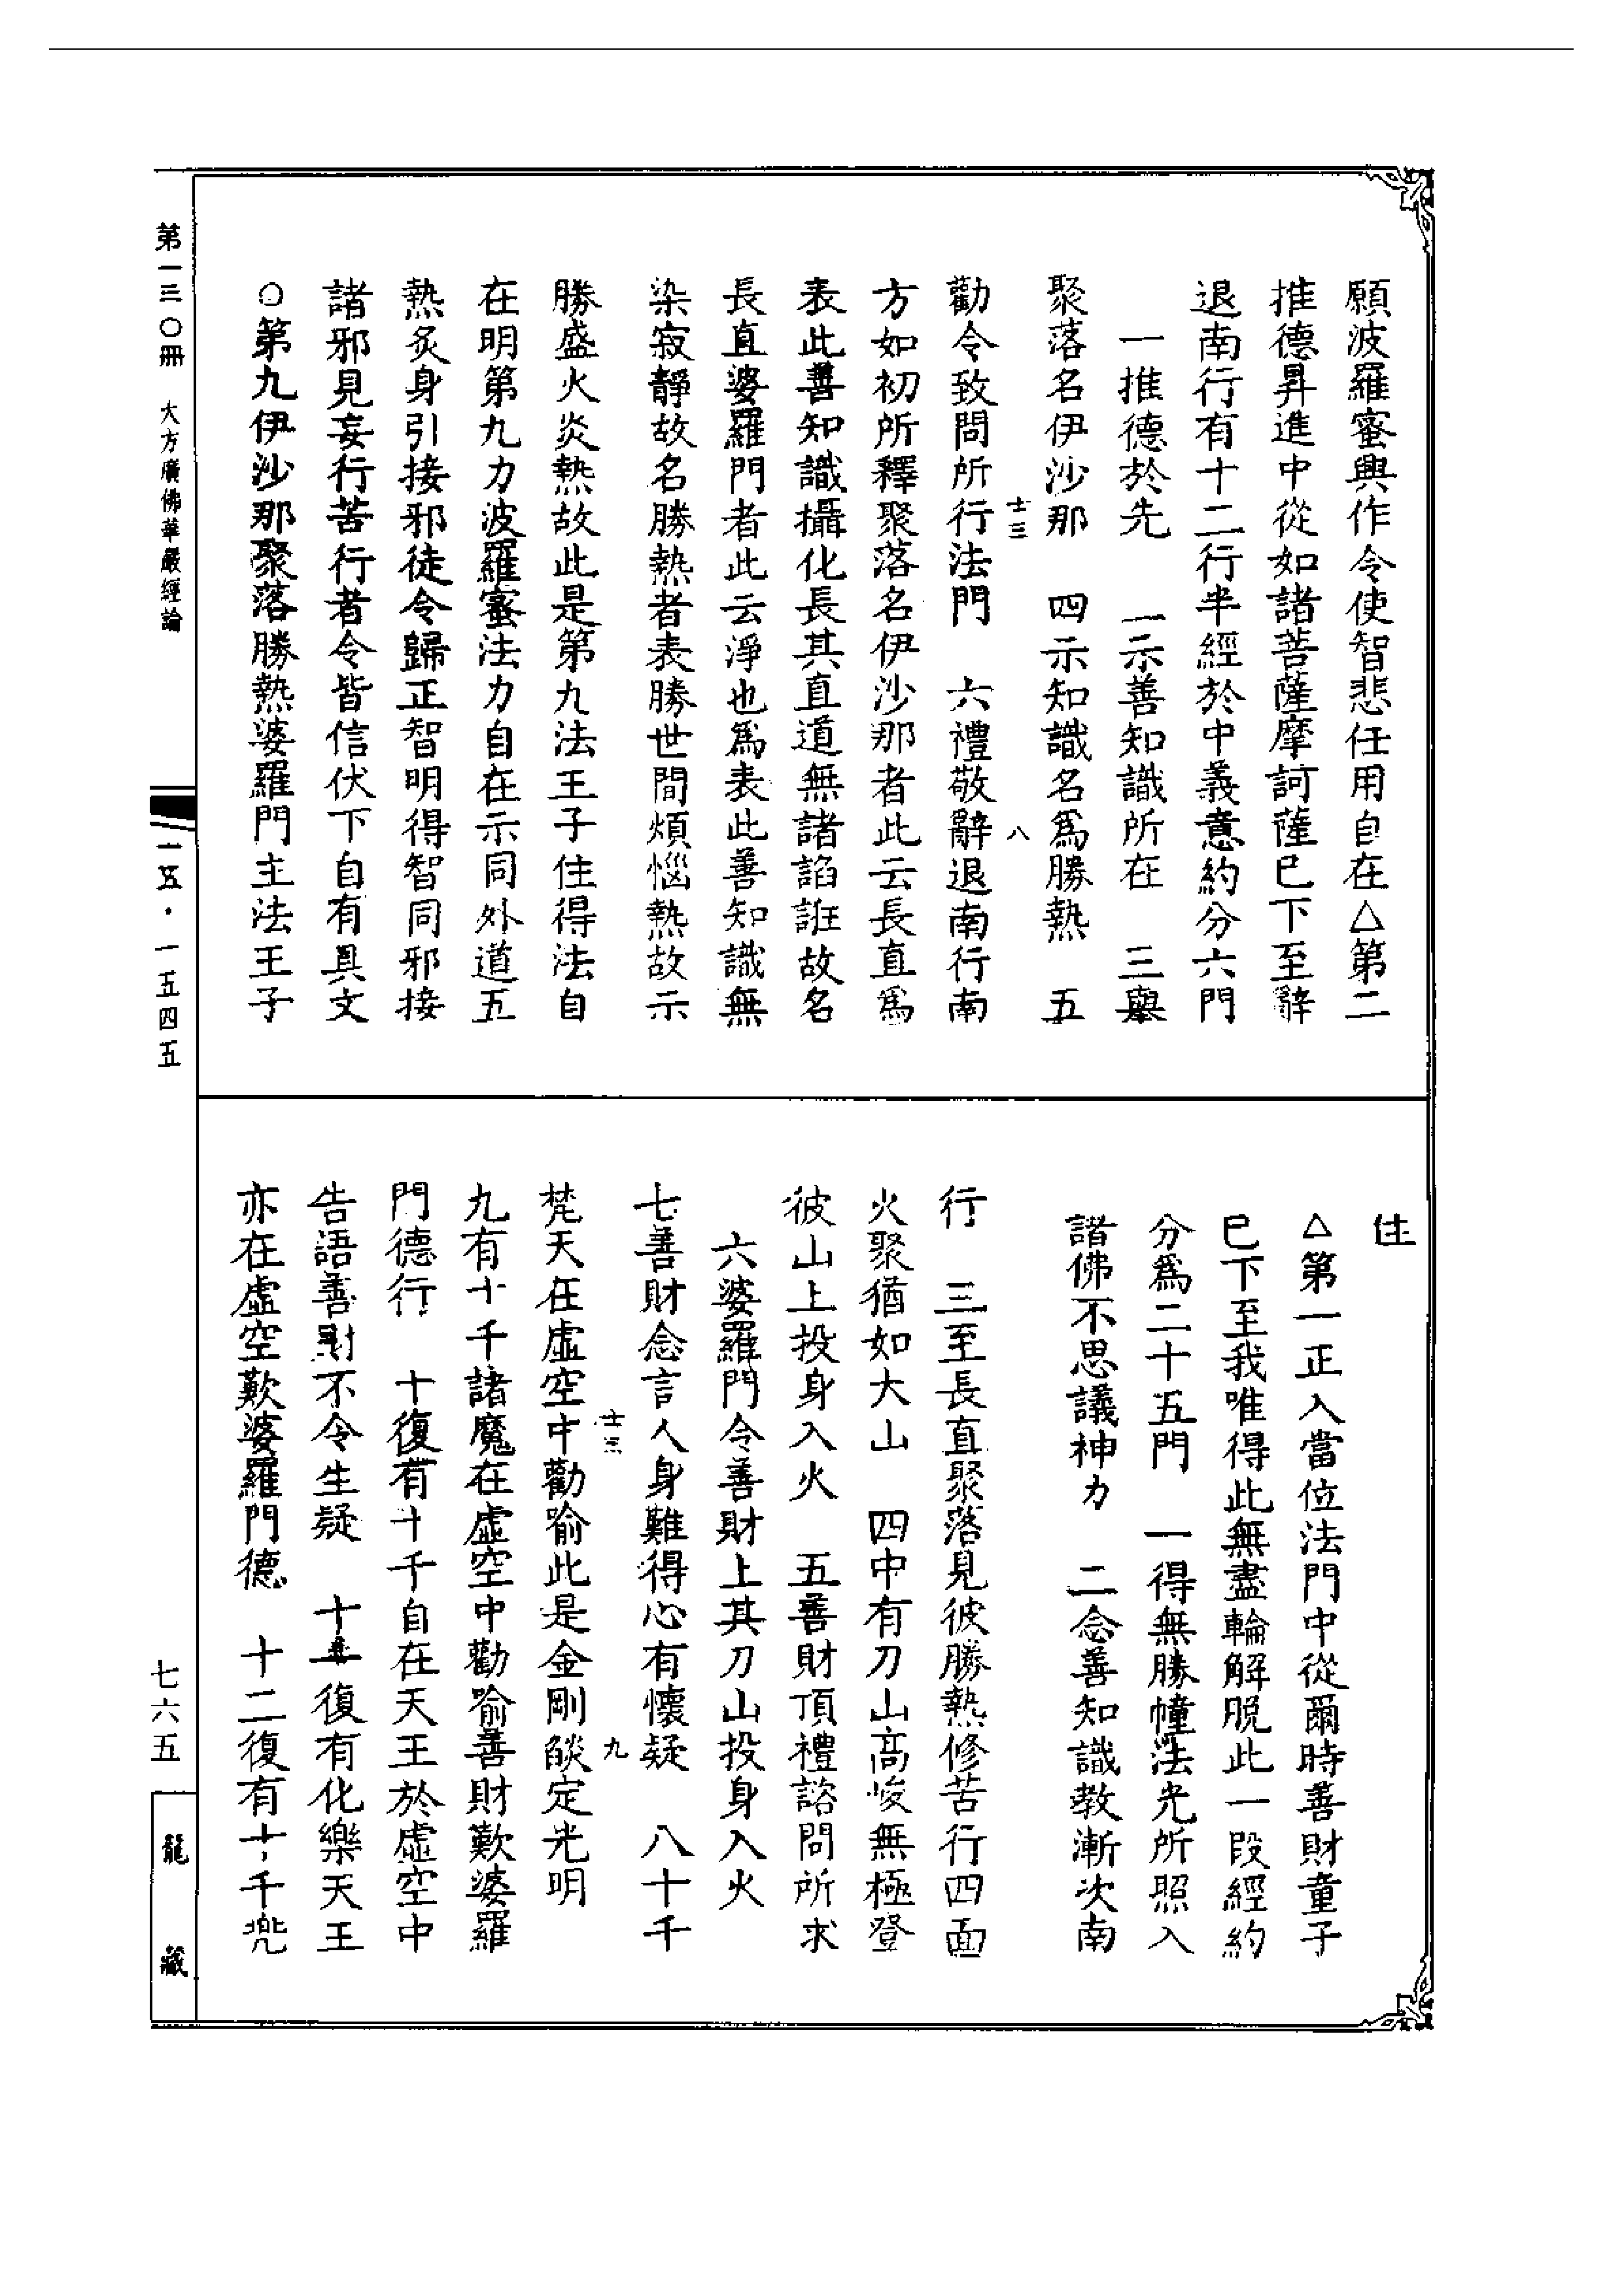 願波羅蜜興作令使智悲任用自在△第二
推德昇進中從如諸菩薩摩訶薩巳下至辭
退南行有十二行半經於中義意約分六門
一推德於先　二示善知識所在　三舉
聚落名伊沙那　四示知識名爲勝熱　五
士三　八
勸令致問所行行法門　六禮敬辭退南行南
方如初所釋聚落名伊沙那者此云長直爲
表此善知識攝化長其直道無諸諂誑故名
長直婆羅門者此云淨也爲表此善知識無
染寂靜故名勝熱者表勝世間煩惱熱故示
勝盛火炎熱故此是第九法王子住得法自
在明第九力波羅蜜法力自在示同外道五
熱炙身引接邪徒令歸正智明得智同邪接
諸邪見妄行苦行者令皆信伏下自有具文
○第九伊沙那聚落勝熱婆羅門主法王子
住
△第一正入當位法門中從爾時善財童子
巳下至我唯得此無盡輪解脫此一段經約
分爲二十五門　一得無勝幢法光所照入
諸佛不思議神力　二念善知識教漸次南
行　三至長直聚落見彼勝熱修苦行四面
火聚猶如大山　四中有刀山高峻無極登
彼山上投身入火　五善財頂禮諮問所求
六婆羅門令善財上其刀山投身入火
七善財念言人身難得心有懷疑　八十千
士三　九
梵天在虛空中勸喻此是金剛燄定光明
九有十千諸魔在虛空中勸喻善財歎婆羅
門德行　十復有十千自在天王於虛空中
告語善財不令生疑　十一復有化樂天王
亦在虛空歎婆羅門德　十二復有十千兜
第一三〇冊　大方廣佛華嚴經論
一五・一五四五
七六五
龍藏